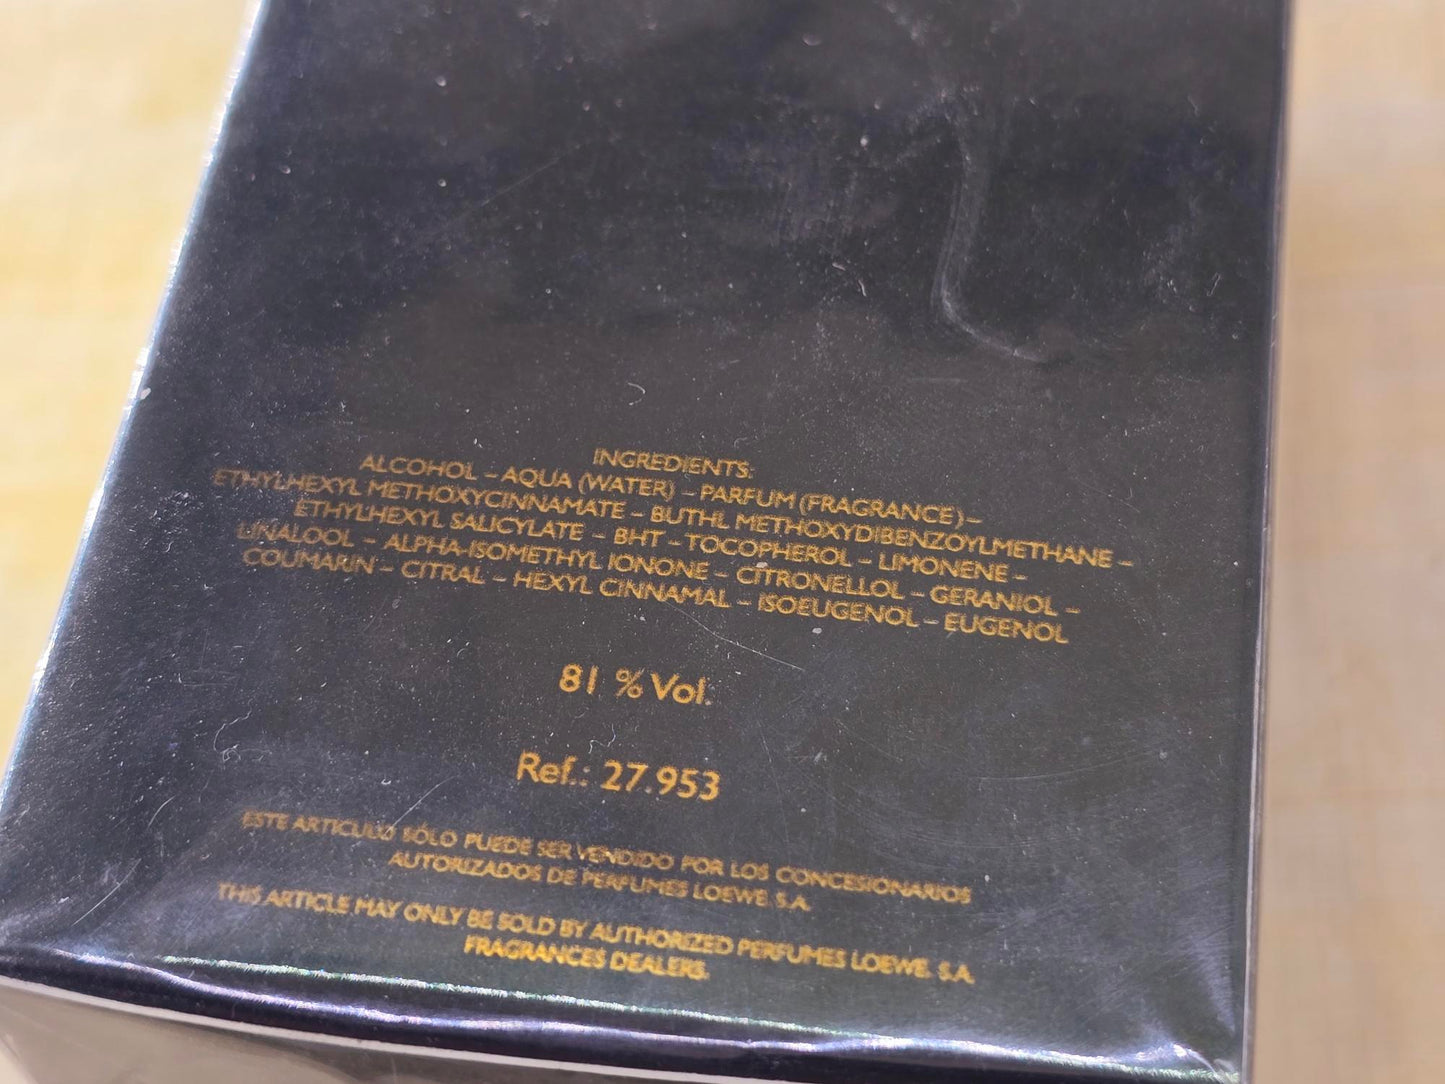 INGREDIENTS:
ALCOHOL – AQUA (WATER) – PARFUM (FRAGRANCE) –
ETHYLHEXYL METHOXYCINNAMATE – BUTHL METHOXYDIBENZOYLMETHANE –
ETHYLHEXYL SALICYLATE – BHT – TOCOPHEROL – LIMONENE –
LINALOOL – ALPHA-ISOMETHYL IONONE – CITRONELLOL – GERANIOL –
COUMARIN – CITRAL – HEXYL CINNAMAL – ISOEUGENOL – EUGENOL
81 % Vol.
Ref.: 27.953
ESTE ARTICULO SÓLO PUEDE SER VENDIDO POR LOS CONCESIONARIOS
AUTORIZADOS DE PERFUMES LOEWE S.A.
THIS ARTICLE MAY ONLY BE SOLD BY AUTHORIZED PERFUMES LOEWE, S.A.
FRAGRANCES DEALERS.